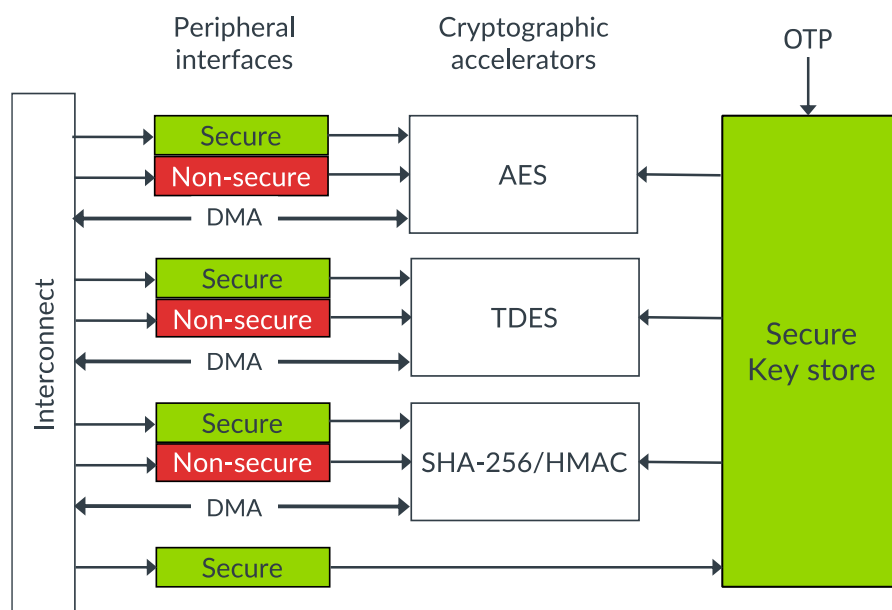 Peripheral
interfaces
Cryptographic
accelerators
OTP
Interconnect
Secure
Non-secure
DMA
AES
Secure
Non-secure
DMA
TDES
Secure
Non-secure
DMA
SHA-256/HMAC
Secure
Secure
Key store